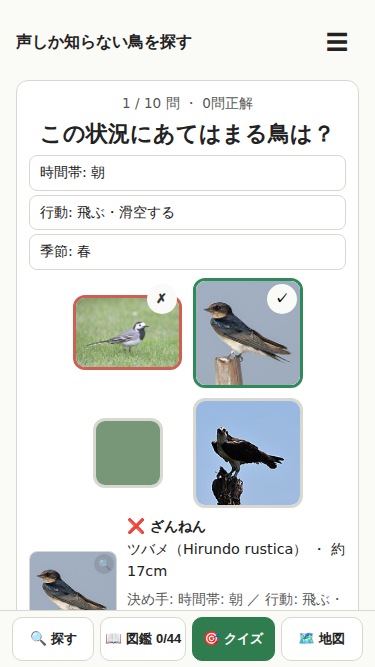 声しか知らない鳥を探す
1 / 10 問 ・ 0問正解
この状況にあてはまる鳥は？
時間帯: 朝
行動: 飛ぶ・滑空する
季節: 春
✗
✓
❌ ざんねん
ツバメ（Hirundo rustica） ・ 約
17cm
決め手: 時間帯: 朝 ／ 行動: 飛ぶ・
🔍 探す
📖 図鑑 0/44
🎯 クイズ
🗺️ 地図